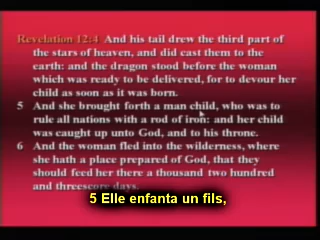 Revelation 12:4 And his tail drew the third part of
the stars of heaven, and did cast them to the
earth: and the dragon stood before the woman
which was ready to be delivered, for to devour her
child as soon as it was born.
5 And she brought forth a man child, who was to
rule all nations with a rod of iron: and her child
was caught up unto God, and to his throne.
6 And the woman fled into the wilderness, where
she hath a place prepared of God, that they
should feed her there a thousand two hundred
and threescore days.
5 Elle enfanta un fils,